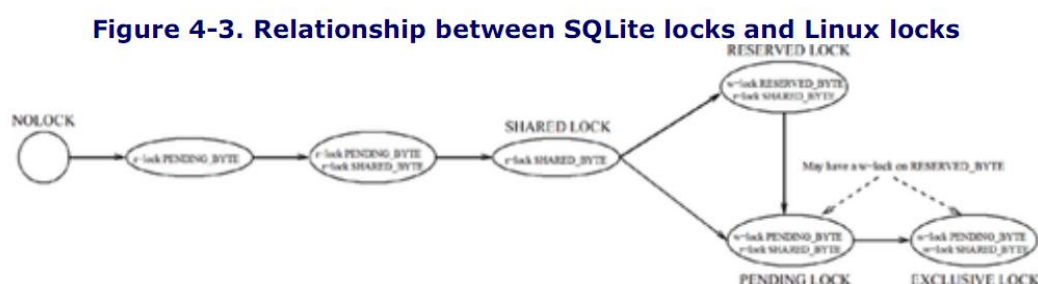 Figure 4-3. Relationship between SQLite locks and Linux locks
RESERVED LOCK
w-lock RESERVED_BYTE
r-lock SHARED_BYTE
NOLOCK
SHARED LOCK
r-lock PENDING_BYTE
r-lock PENDING_BYTE
r-lock SHARED_BYTE
r-lock SHARED_BYTE
May have a w-lock on RESERVED_BYTE
w-lock PENDING_BYTE
r-lock SHARED_BYTE
w-lock PENDING_BYTE
w-lock SHARED_BYTE
PENDING LOCK
EXCLUSIVE LOCK